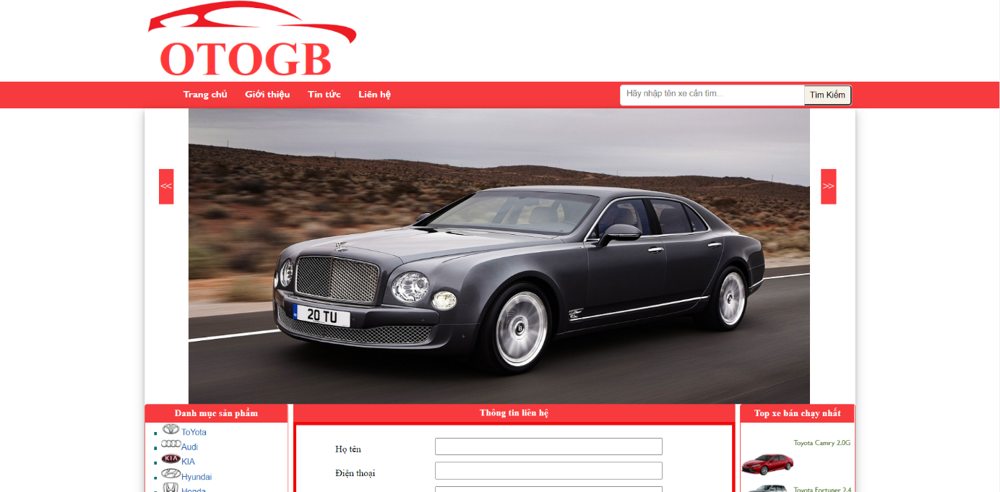 OTOGB
Trang chủ Giới thiệu Tin tức Liên hệ
Hãy nhập tên xe cần tìm...
Tìm Kiếm
<<
>>
20 TU
Danh mục sản phẩm
ToYota
Audi
KIA
KIA
Hyundai
Honda
Thông tin liên hệ
Họ tên
Điện thoại
Top xe bán chạy nhất
Toyota Camry 2.0G
Toyota Fortuner 2.4